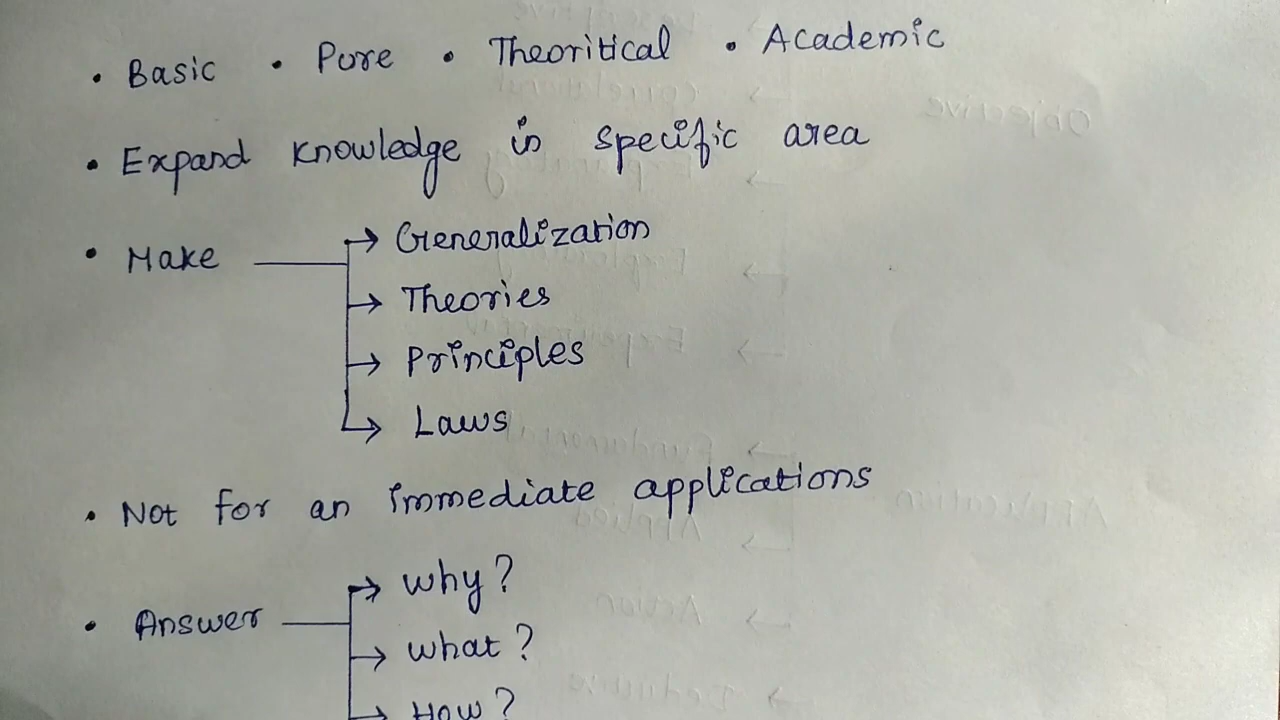 • Basic • Pure • Theoritical • Academic
• Expand knowledge in specific area
• Make → Generalization
→ Theories
→ Principles
→ Laws
• Not for an immediate applications
• Answer → why?
→ what?
→ How?